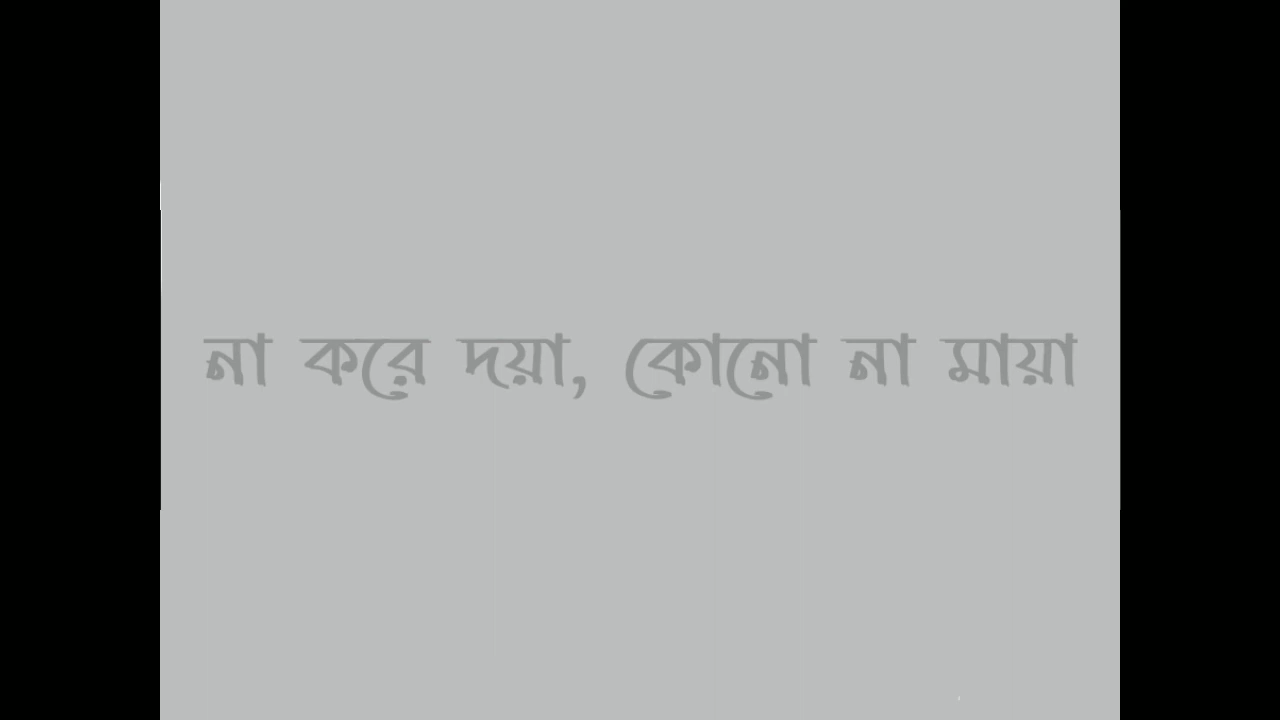 না করে দয়া, কোনো না মায়া